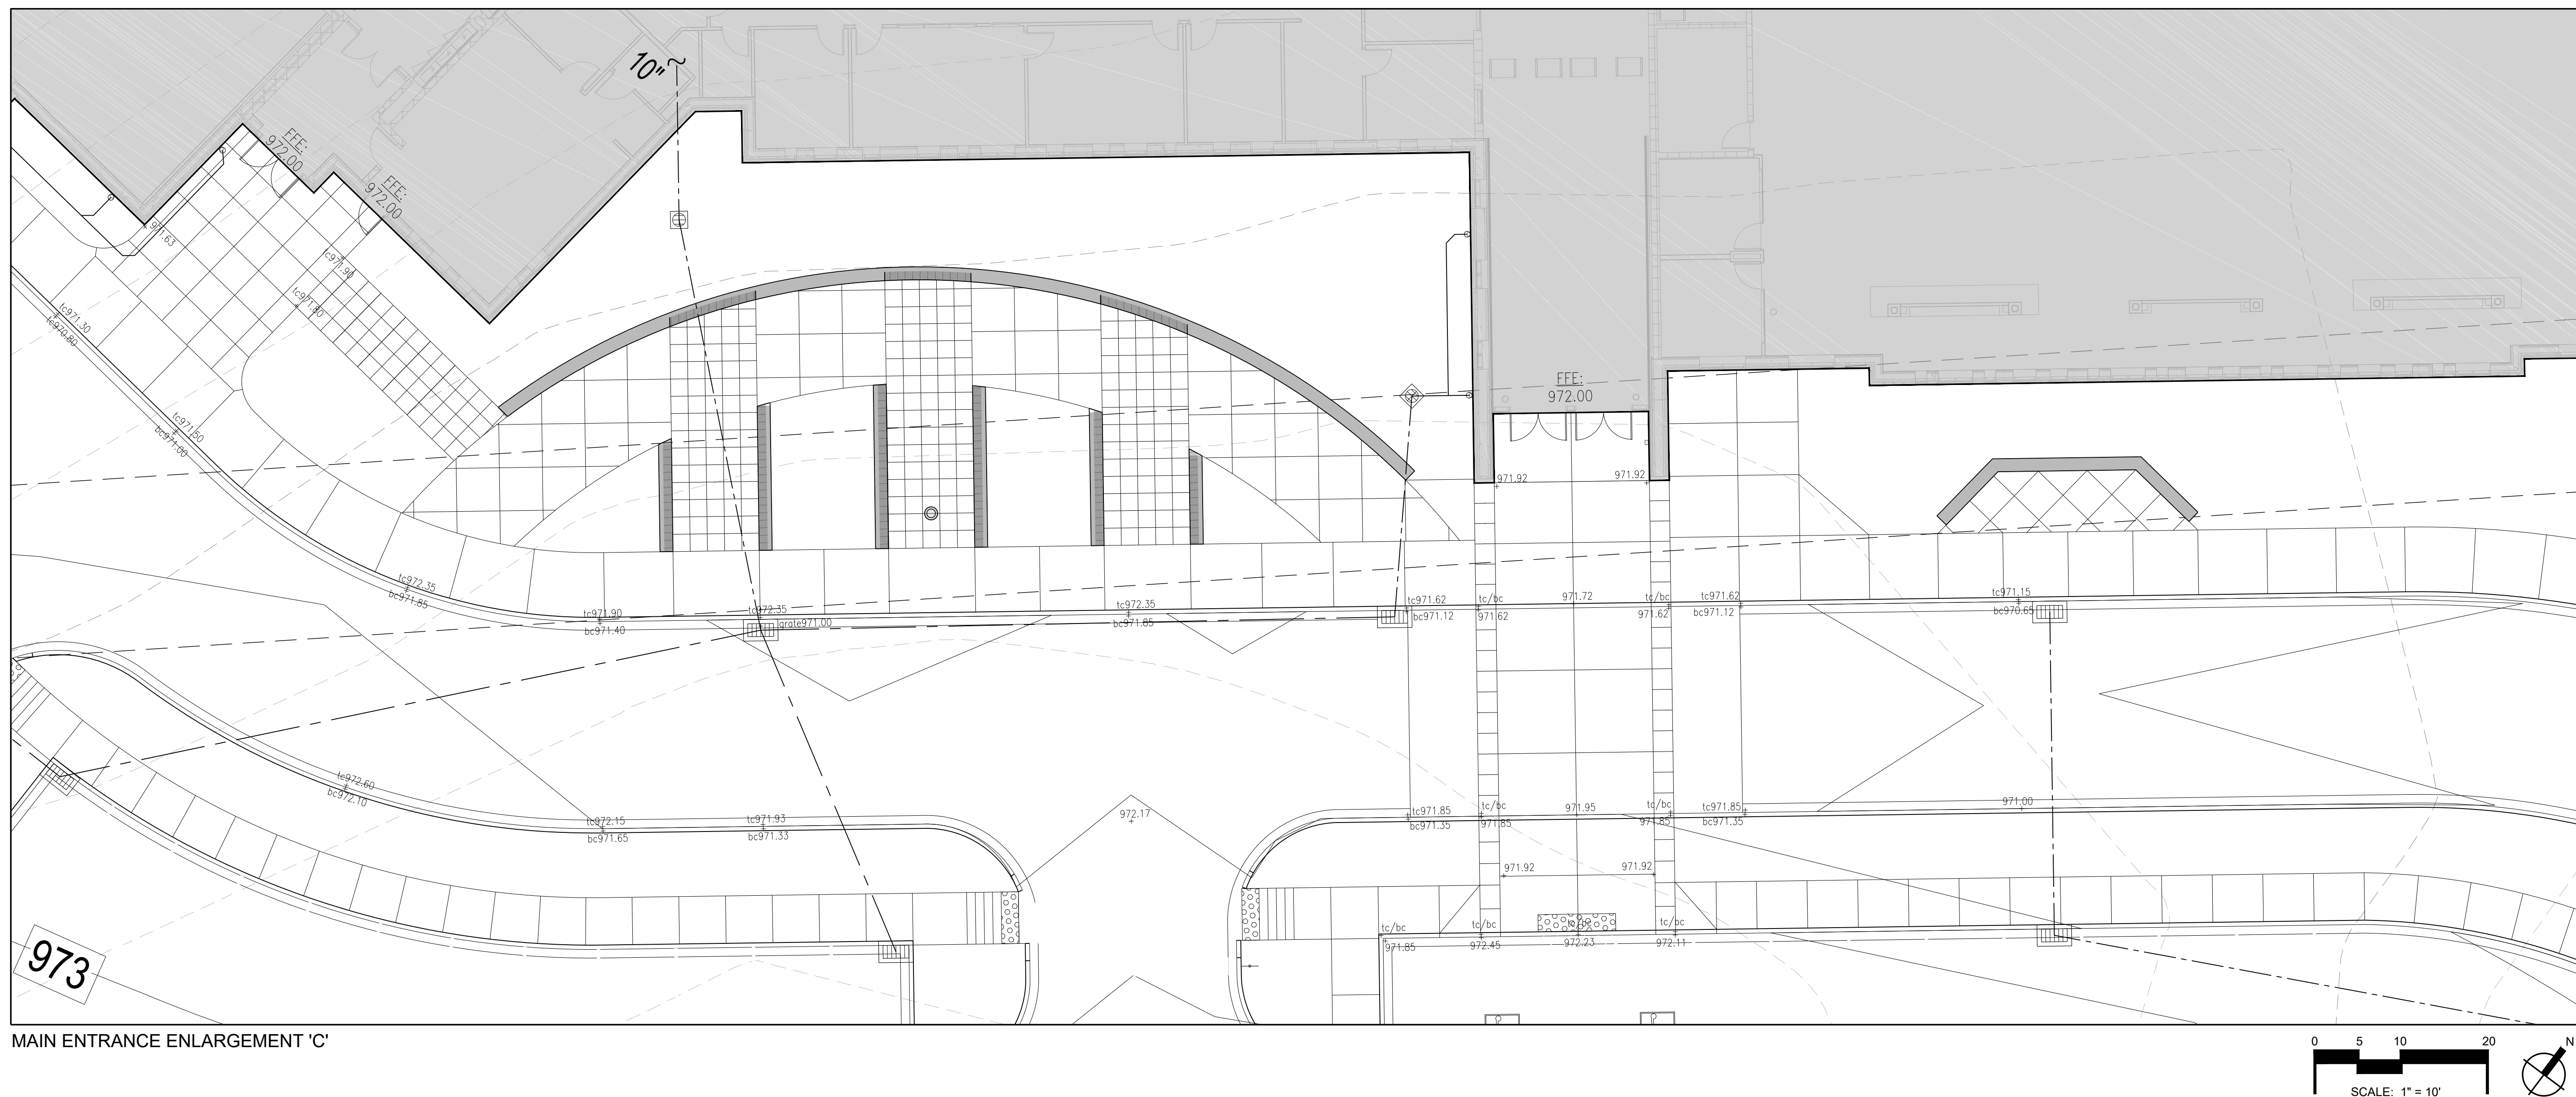 10"
FFE:
972.00
FFE:
972.00
971.63
tc971.90
tc971.80
tc971.30
tc970.80
tc971.50
bc971.00
FFE:
972.00
971.92
971.92
tc972.35
bc971.85
tc971.90
bc971.40
tc972.35
grate971.00
tc972.35
bc971.85
tc971.62
bc971.12
tc/bc
971.62
971.72
tc/bc
971.62
tc971.62
bc971.12
tc971.15
bc970.65
tc972.60
bc972.10
tc972.15
bc971.65
tc971.93
bc971.33
972.17
tc971.85
bc971.35
tc/bc
971.85
971.95
tc/bc
971.85
tc971.85
bc971.35
971.00
971.92
971.92
tc/bc
971.85
tc/bc
972.45
tc/bc
972.23
tc/bc
972.11
973
MAIN ENTRANCE ENLARGEMENT 'C'
0 5 10 20
SCALE: 1" = 10'
N